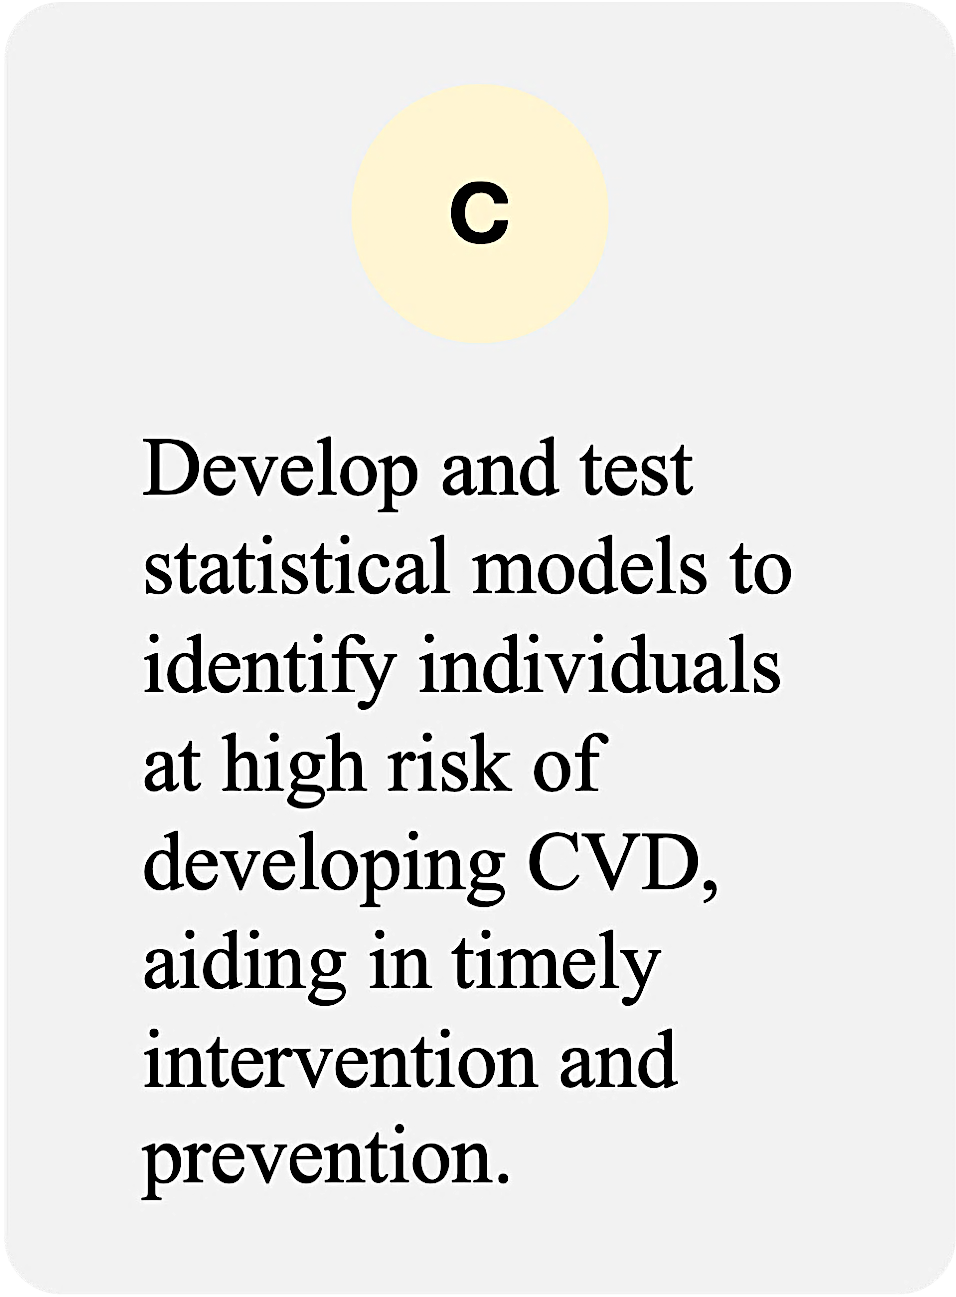 C
Develop and test
statistical models to
identify individuals
at high risk of
developing CVD,
aiding in timely
intervention and
prevention.